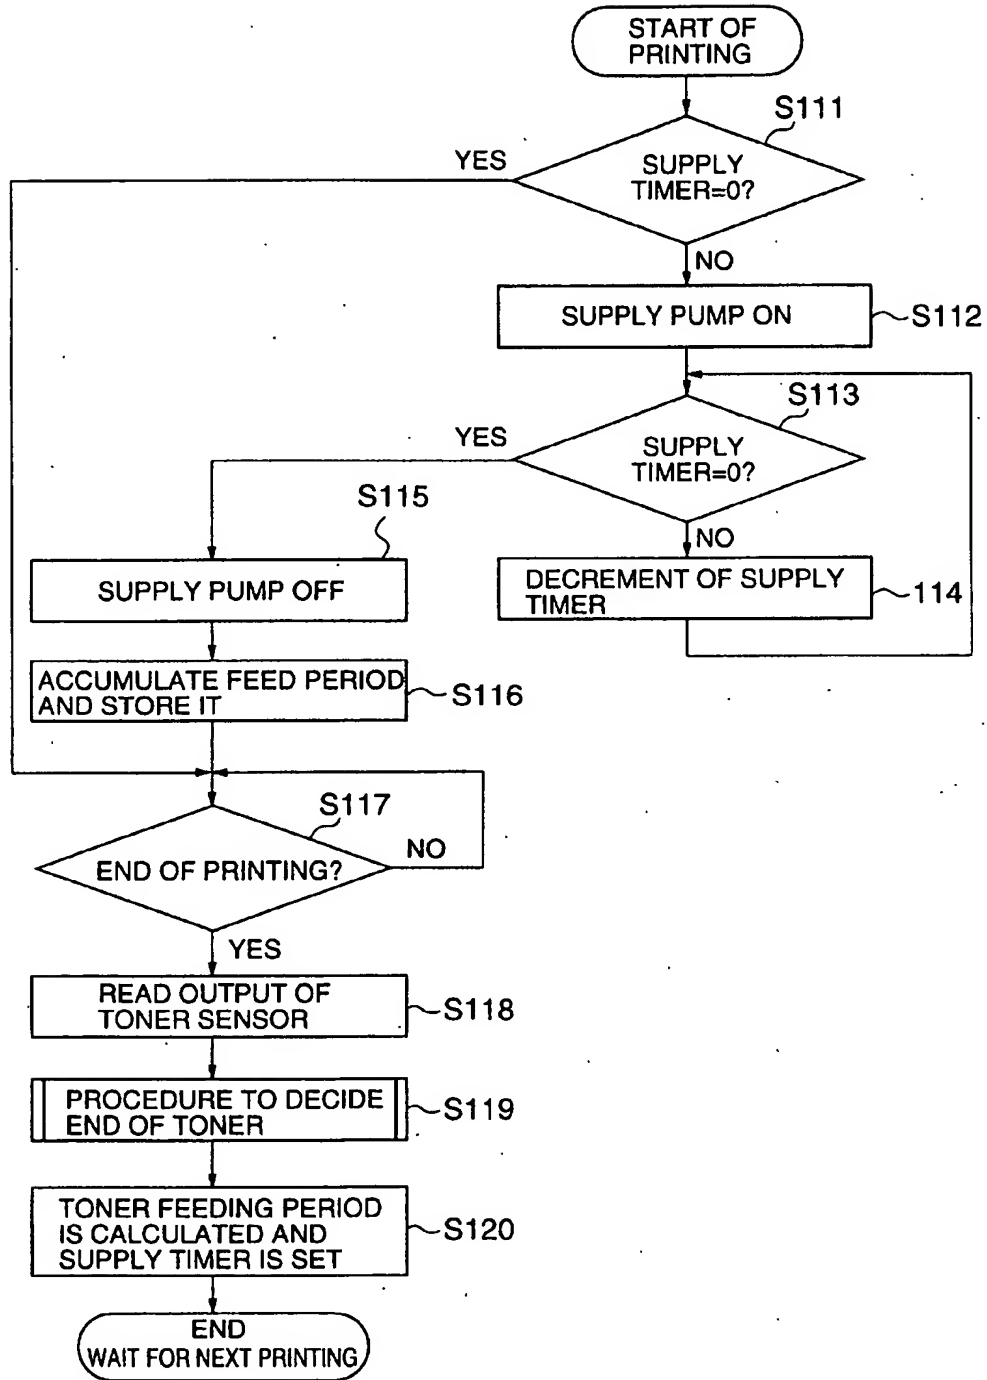 START OF
PRINTING
S111
YES
SUPPLY
TIMER=0?
NO
SUPPLY PUMP ON
S112
S113
YES
SUPPLY
TIMER=0?
NO
DECREMENT OF SUPPLY
TIMER
114
S115
SUPPLY PUMP OFF
ACCUMULATE FEED PERIOD
AND STORE IT
S116
S117
END OF PRINTING?
NO
YES
READ OUTPUT OF
TONER SENSOR
S118
PROCEDURE TO DECIDE
END OF TONER
S119
TONER FEEDING PERIOD
IS CALCULATED AND
SUPPLY TIMER IS SET
S120
END
WAIT FOR NEXT PRINTING